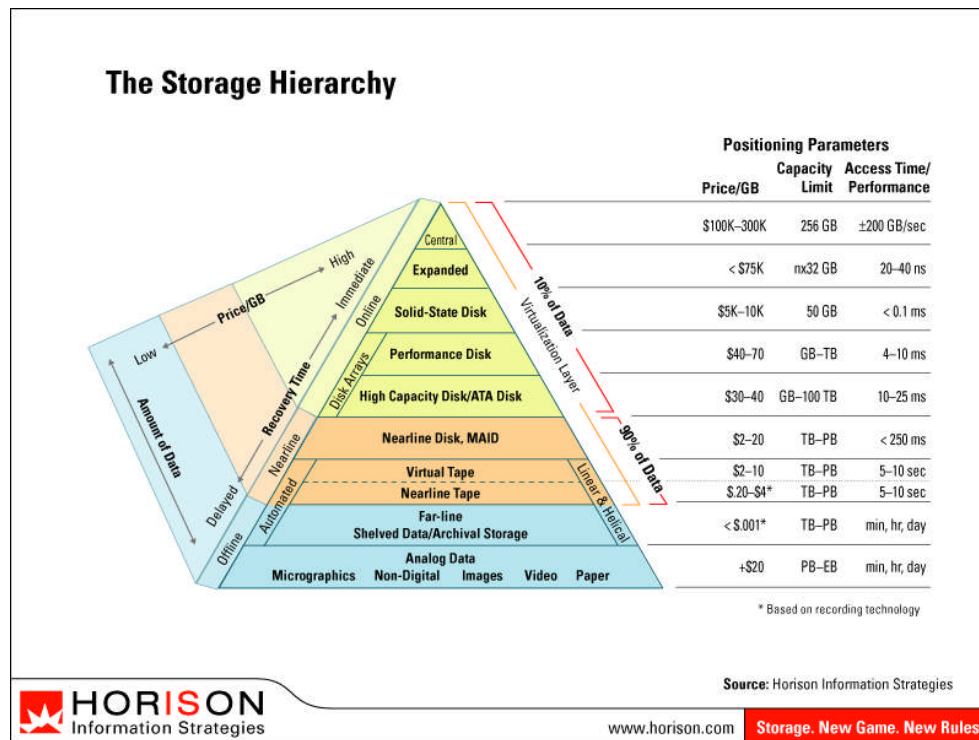 The Storage Hierarchy
Positioning Parameters
Price/GB
Capacity Limit
Access Time/ Performance
$100K–300K 256 GB ±200 GB/sec
< $75K nx32 GB 20–40 ns
$5K–10K 50 GB < 0.1 ms
$40–70 GB–TB 4–10 ms
$30–40 GB–100 TB 10–25 ms
$2–20 TB–PB < 250 ms
$2–10 TB–PB 5–10 sec
$.20–$4* TB–PB 5–10 sec
< $.001* TB–PB min, hr, day
+$20 PB–EB min, hr, day
* Based on recording technology
Central
Expanded
Solid-State Disk
Performance Disk
High Capacity Disk/ATA Disk
Nearline Disk, MAID
Virtual Tape
Nearline Tape
Far-line
Shelved Data/Archival Storage
Analog Data
Micrographics Non-Digital Images Video Paper
Low
Price/GB
High
Amount of Data
Delayed
Recovery Time
Immediate
Offline
Nearline
Online
Automated
Disk Arrays
Linear & Helical
Virtualization Layer
10% of Data
90% of Data
Source: Horison Information Strategies
HORISON
Information Strategies
www.horison.com
Storage. New Game. New Rules